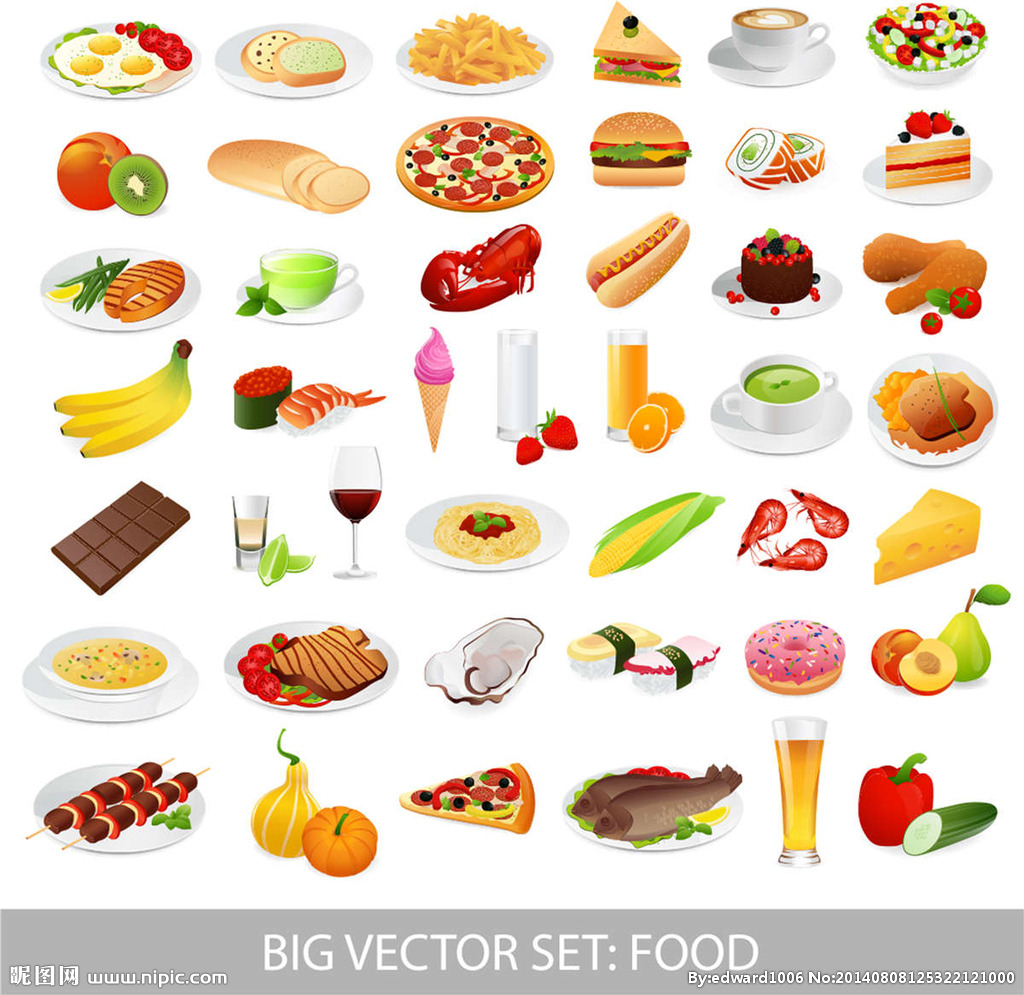 BIG VECTOR SET: FOOD
昵图网 www.nipic.com
By:edward1006 No:20140808125322121000